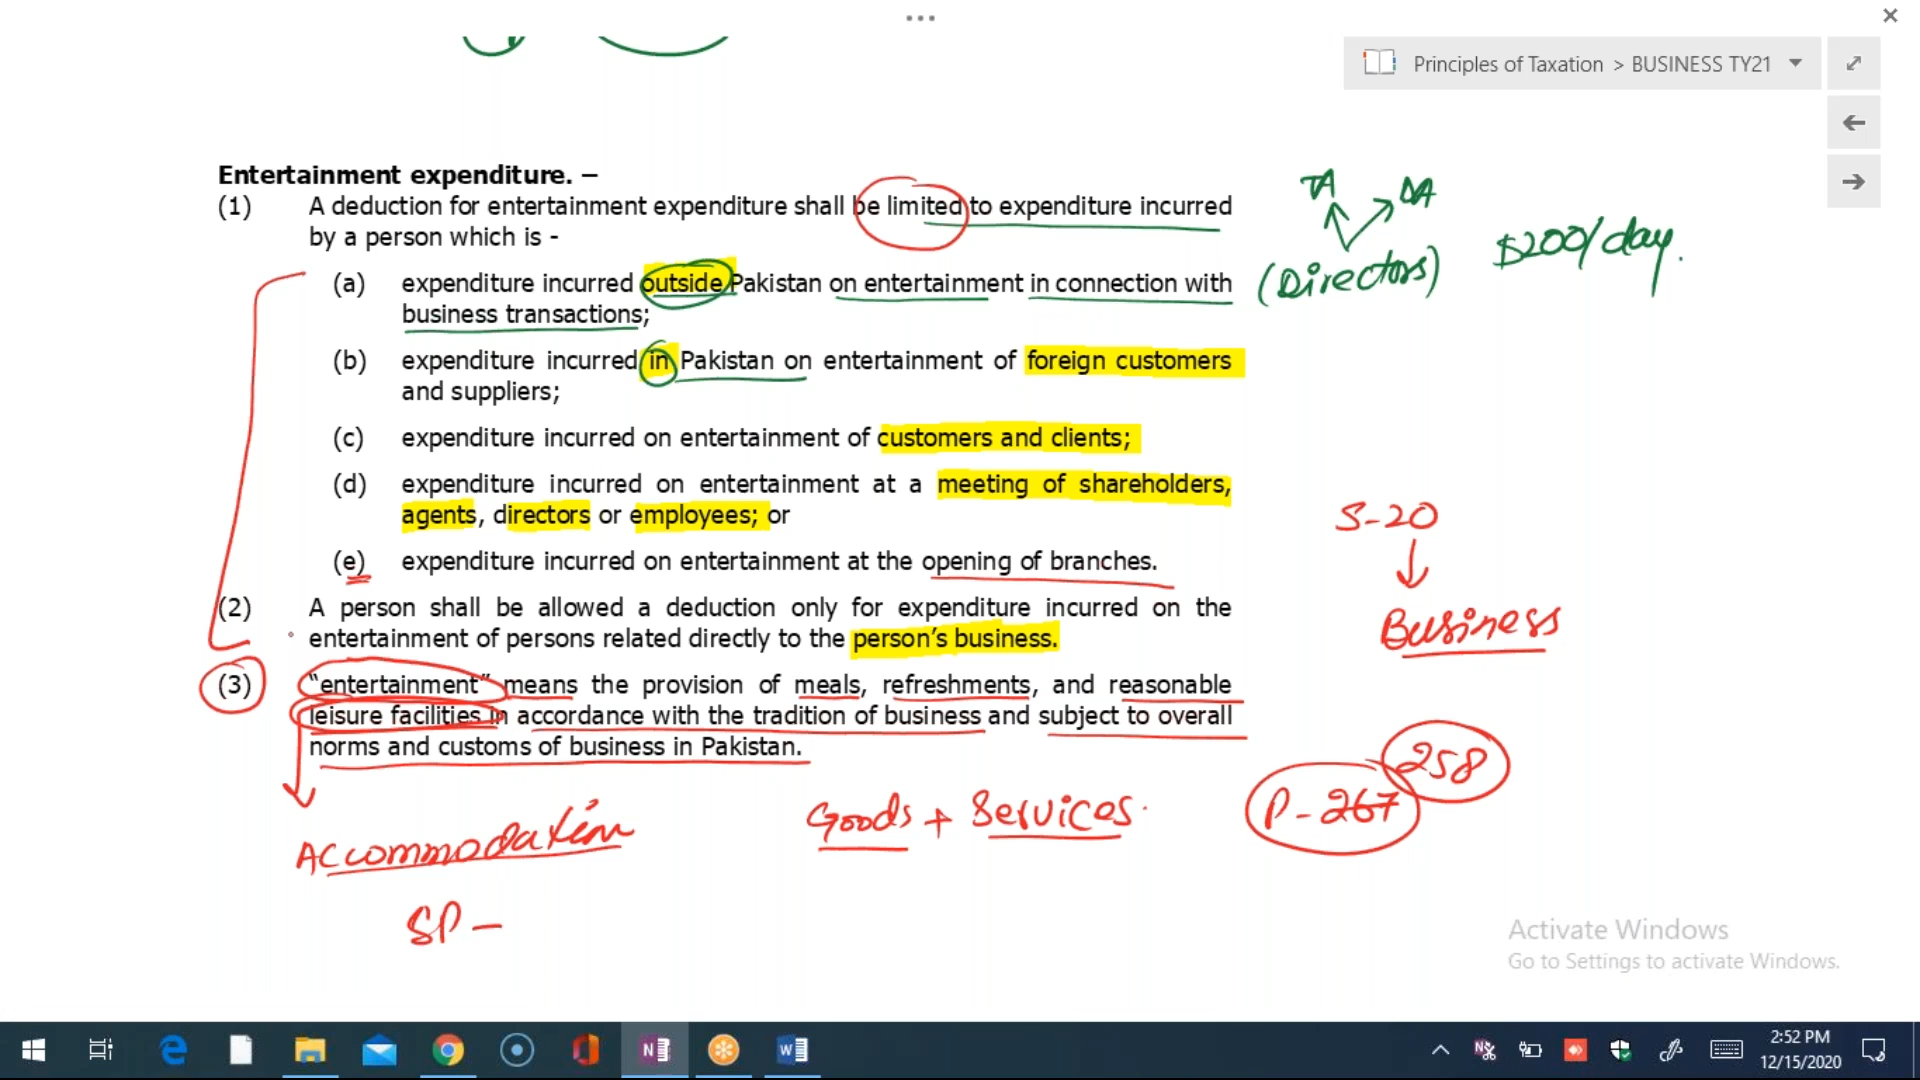 Principles of Taxation > BUSINESS TY21
Entertainment expenditure. –
(1) A deduction for entertainment expenditure shall be limited to expenditure incurred
by a person which is -
(a) expenditure incurred outside Pakistan on entertainment in connection with
business transactions;
(b) expenditure incurred in Pakistan on entertainment of foreign customers
and suppliers;
(c) expenditure incurred on entertainment of customers and clients;
(d) expenditure incurred on entertainment at a meeting of shareholders,
agents, directors or employees; or
(e) expenditure incurred on entertainment at the opening of branches.
(2) A person shall be allowed a deduction only for expenditure incurred on the
entertainment of persons related directly to the person's business.
(3) "entertainment" means the provision of meals, refreshments, and reasonable
leisure facilities in accordance with the tradition of business and subject to overall
norms and customs of business in Pakistan.
TA DA
(Directors) $200/day.
S-20
Business
258
Goods + Services. P-267
Accommodation
SP -
Activate Windows
Go to Settings to activate Windows.
2:52 PM
12/15/2020